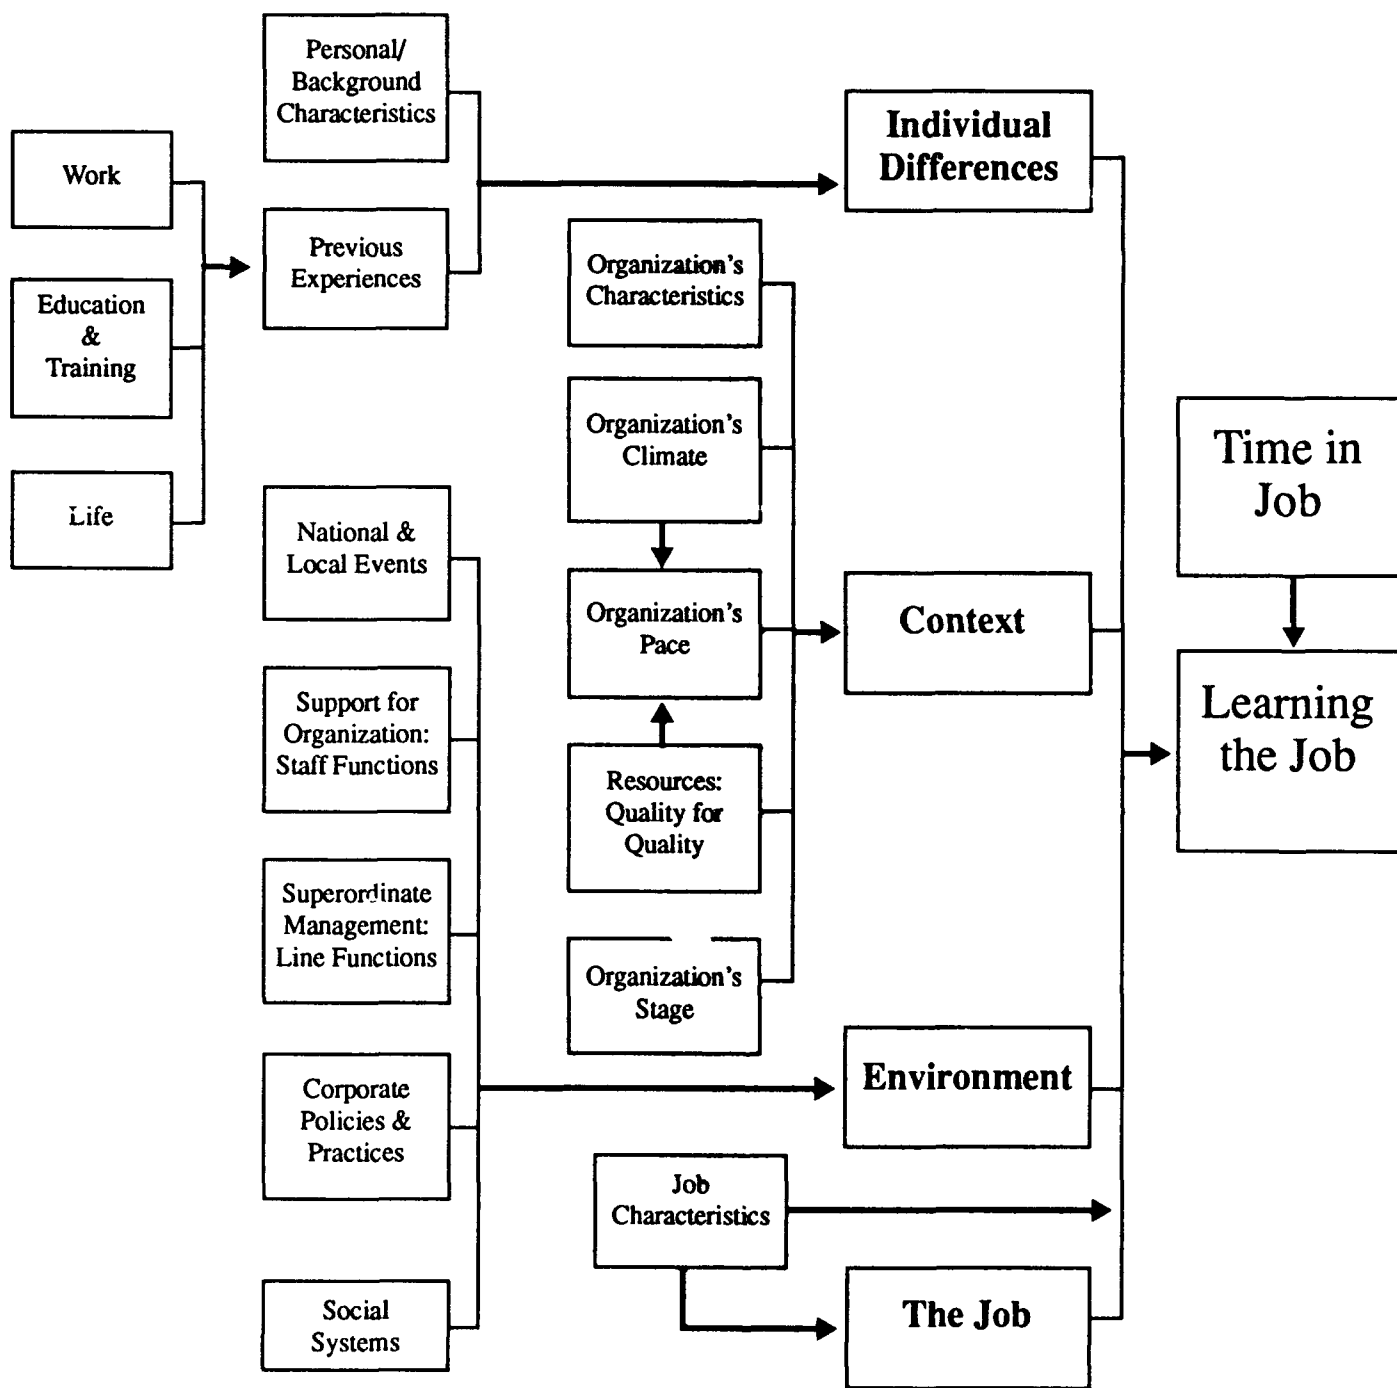 Personal/
Background
Characteristics
Work
Previous
Experiences
Education
&
Training
Life
Individual
Differences
Organization's
Characteristics
Organization's
Climate
Organization's
Pace
Resources:
Quality for
Quality
Organization's
Stage
National &
Local Events
Support for
Organization:
Staff Functions
Superordinate
Management:
Line Functions
Corporate
Policies &
Practices
Social
Systems
Context
Environment
Job
Characteristics
The Job
Time in
Job
Learning
the Job